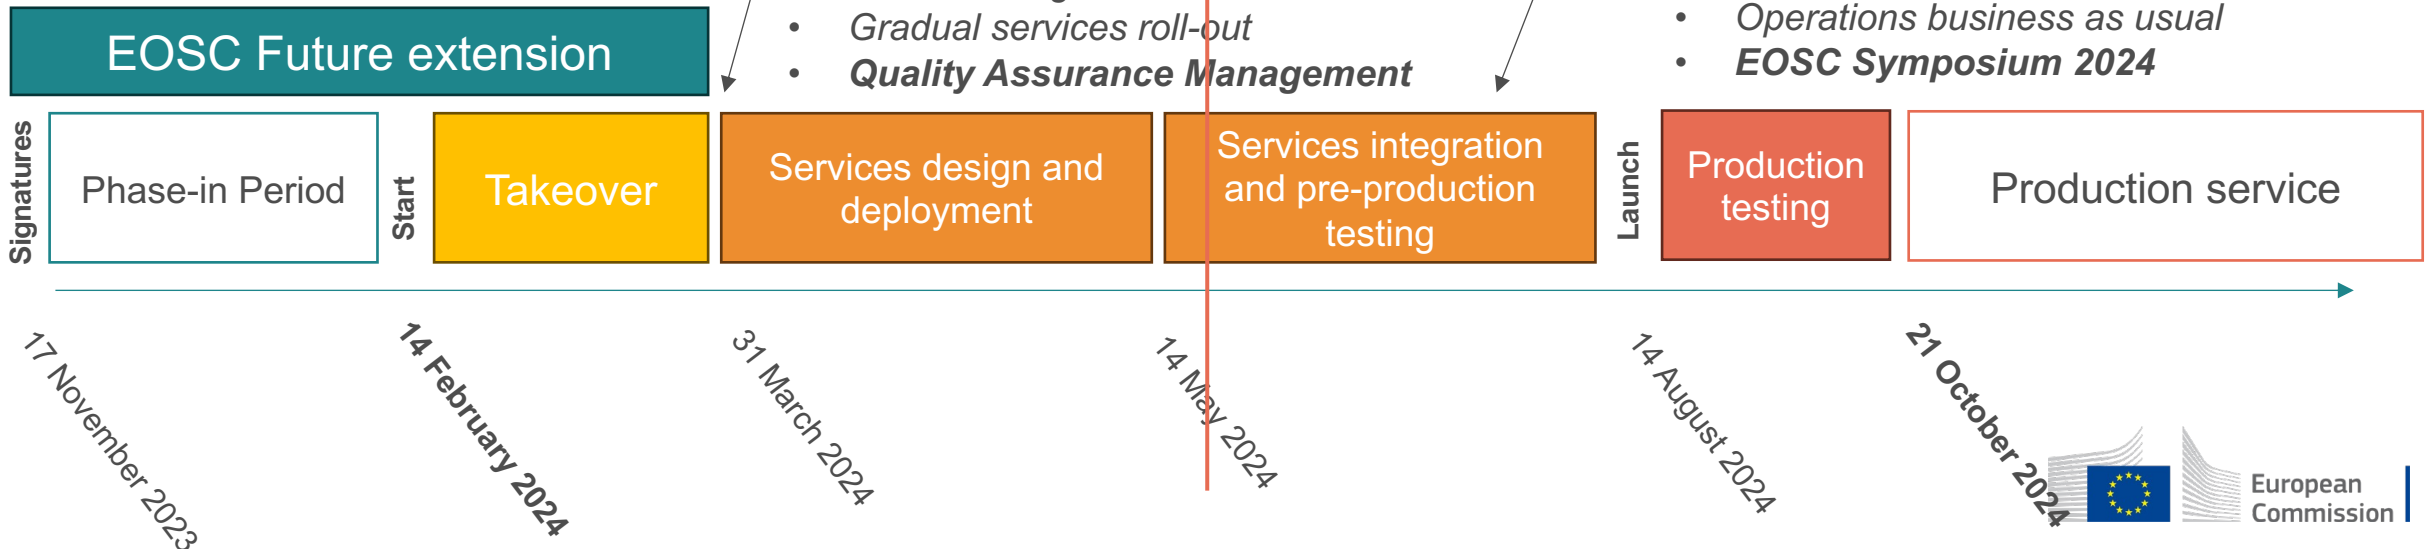 EOSC Future extension
• Gradual services roll-out
• Quality Assurance Management
• Operations business as usual
• EOSC Symposium 2024
Signatures
Phase-in Period
Start
Takeover
Services design and
deployment
Services integration
and pre-production
testing
Launch
Production
testing
Production service
17 November 2023
14 February 2024
31 March 2024
14 May 2024
14 August 2024
21 October 2024
European
Commission